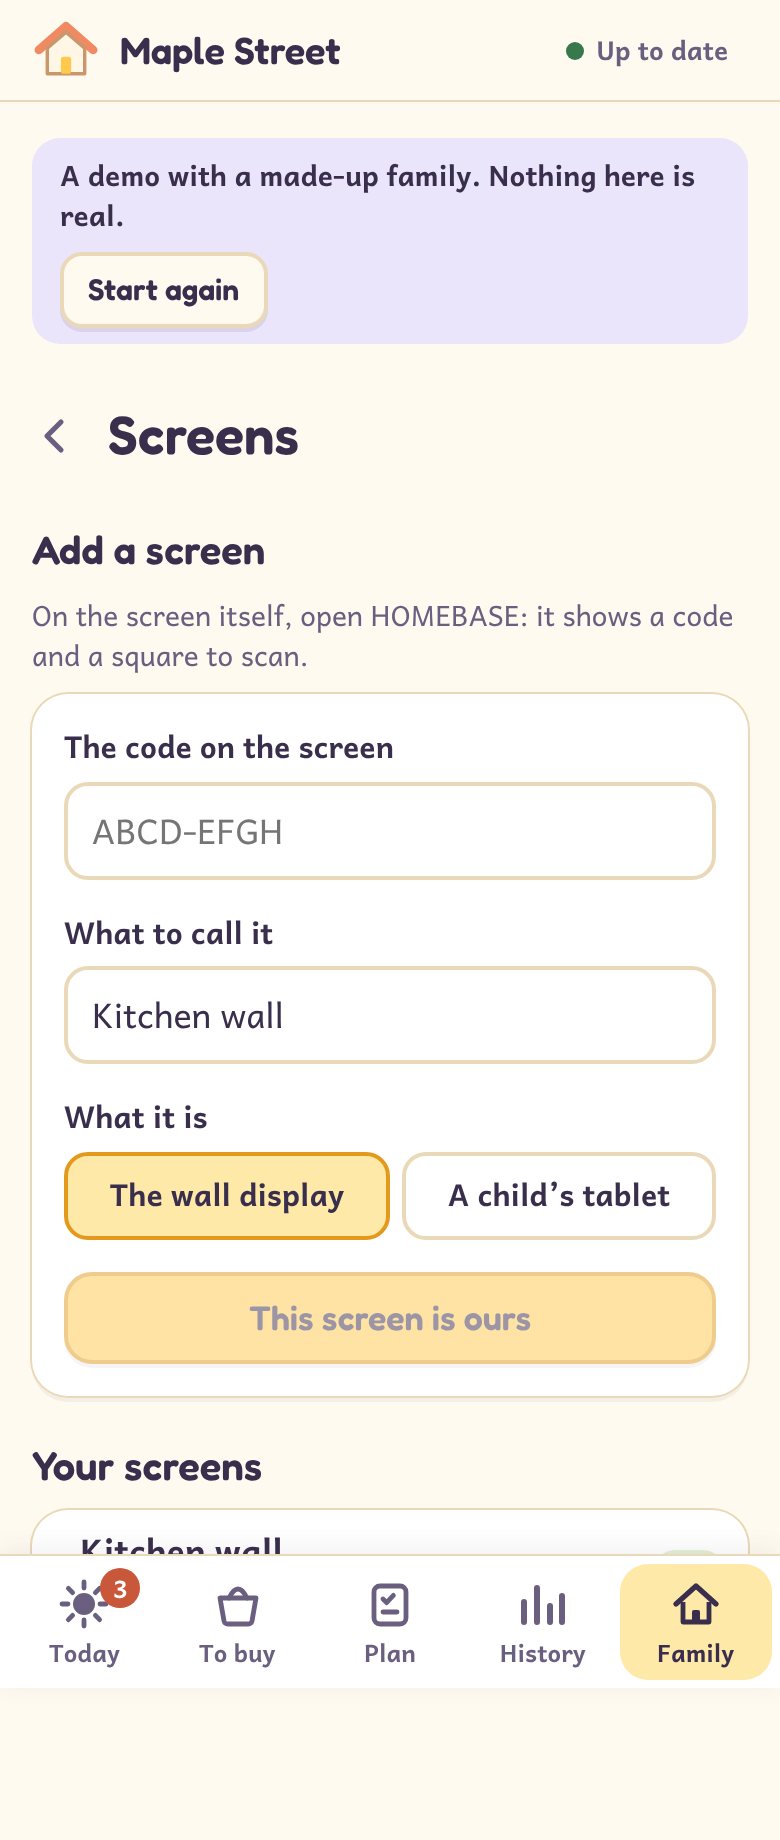 Maple Street
Up to date
A demo with a made-up family. Nothing here is
real.
Start again
Screens
Add a screen
On the screen itself, open HOMEBASE: it shows a code
and a square to scan.
The code on the screen
ABCD-EFGH
What to call it
Kitchen wall
What it is
The wall display
A child’s tablet
This screen is ours
Your screens
Kitchen wall
3
Today
To buy
Plan
History
Family